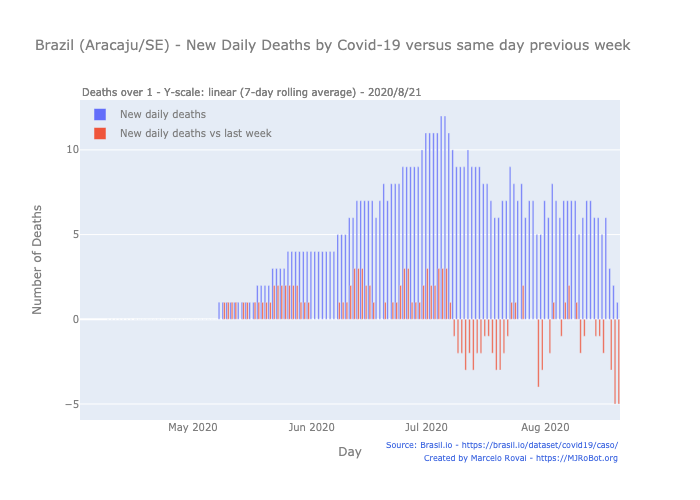 Brazil (Aracaju/SE) - New Daily Deaths by Covid-19 versus same day previous week
Deaths over 1 - Y-scale: linear (7-day rolling average) - 2020/8/21
New daily deaths
New daily deaths vs last week
Number of Deaths
10
5
0
−5
May 2020 Jun 2020 Jul 2020 Aug 2020
Day
Source: Brasil.io - https://brasil.io/dataset/covid19/caso/
Created by Marcelo Rovai - https://MJRoBot.org